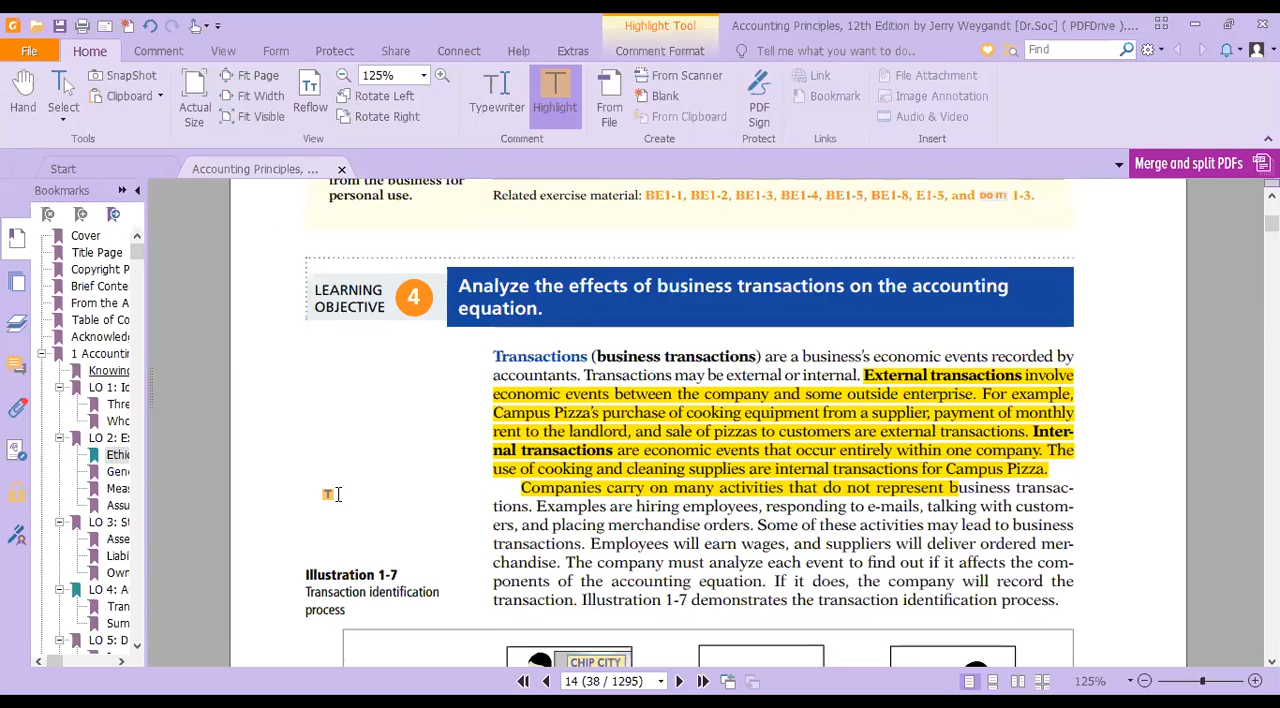 Highlight Tool
Accounting Principles, 12th Edition by Jerry Weygandt [Dr.Soc] ( PDFDrive )...
File
Home
Comment
View
Form
Protect
Share
Connect
Help
Extras
Comment Format
Tell me what you want to do..
Find
Hand
Select
SnapShot
Clipboard
Tools
Actual
Size
Fit Page
Fit Width
Fit Visible
Reflow
125%
Rotate Left
Rotate Right
View
Typewriter
Highlight
Comment
From
File
From Scanner
Blank
From Clipboard
Create
PDF
Sign
Protect
Link
Bookmark
Links
File Attachment
Image Annotation
Audio & Video
Insert
Start
Accounting Principles, ...
Merge and split PDFs
Bookmarks
Cover
Title Page
Copyright P
Brief Conte
From the A
Table of Co
Acknowled
1 Accountin
Knowing
LO 1: Id
Thre
Who
LO 2: Ex
Ethic
Gen
Mea
Assu
LO 3: St
Asse
Liabi
Own
LO 4: A
Tran
Sum
LO 5: D
from the business for
personal use.
Related exercise material: BE1-1, BE1-2, BE1-3, BE1-4, BE1-5, BE1-8, E1-5, and DO IT! 1-3.
LEARNING
OBJECTIVE
4
Analyze the effects of business transactions on the accounting
equation.
Transactions (business transactions) are a business's economic events recorded by
accountants. Transactions may be external or internal. External transactions involve
economic events between the company and some outside enterprise. For example,
Campus Pizza's purchase of cooking equipment from a supplier, payment of monthly
rent to the landlord, and sale of pizzas to customers are external transactions. Inter-
nal transactions are economic events that occur entirely within one company. The
use of cooking and cleaning supplies are internal transactions for Campus Pizza.
Companies carry on many activities that do not represent business transac-
tions. Examples are hiring employees, responding to e-mails, talking with custom-
ers, and placing merchandise orders. Some of these activities may lead to business
transactions. Employees will earn wages, and suppliers will deliver ordered mer-
chandise. The company must analyze each event to find out if it affects the com-
ponents of the accounting equation. If it does, the company will record the
transaction. Illustration 1-7 demonstrates the transaction identification process.
Illustration 1-7
Transaction identification
process
CHIP CITY
14 (38 / 1295)
125%